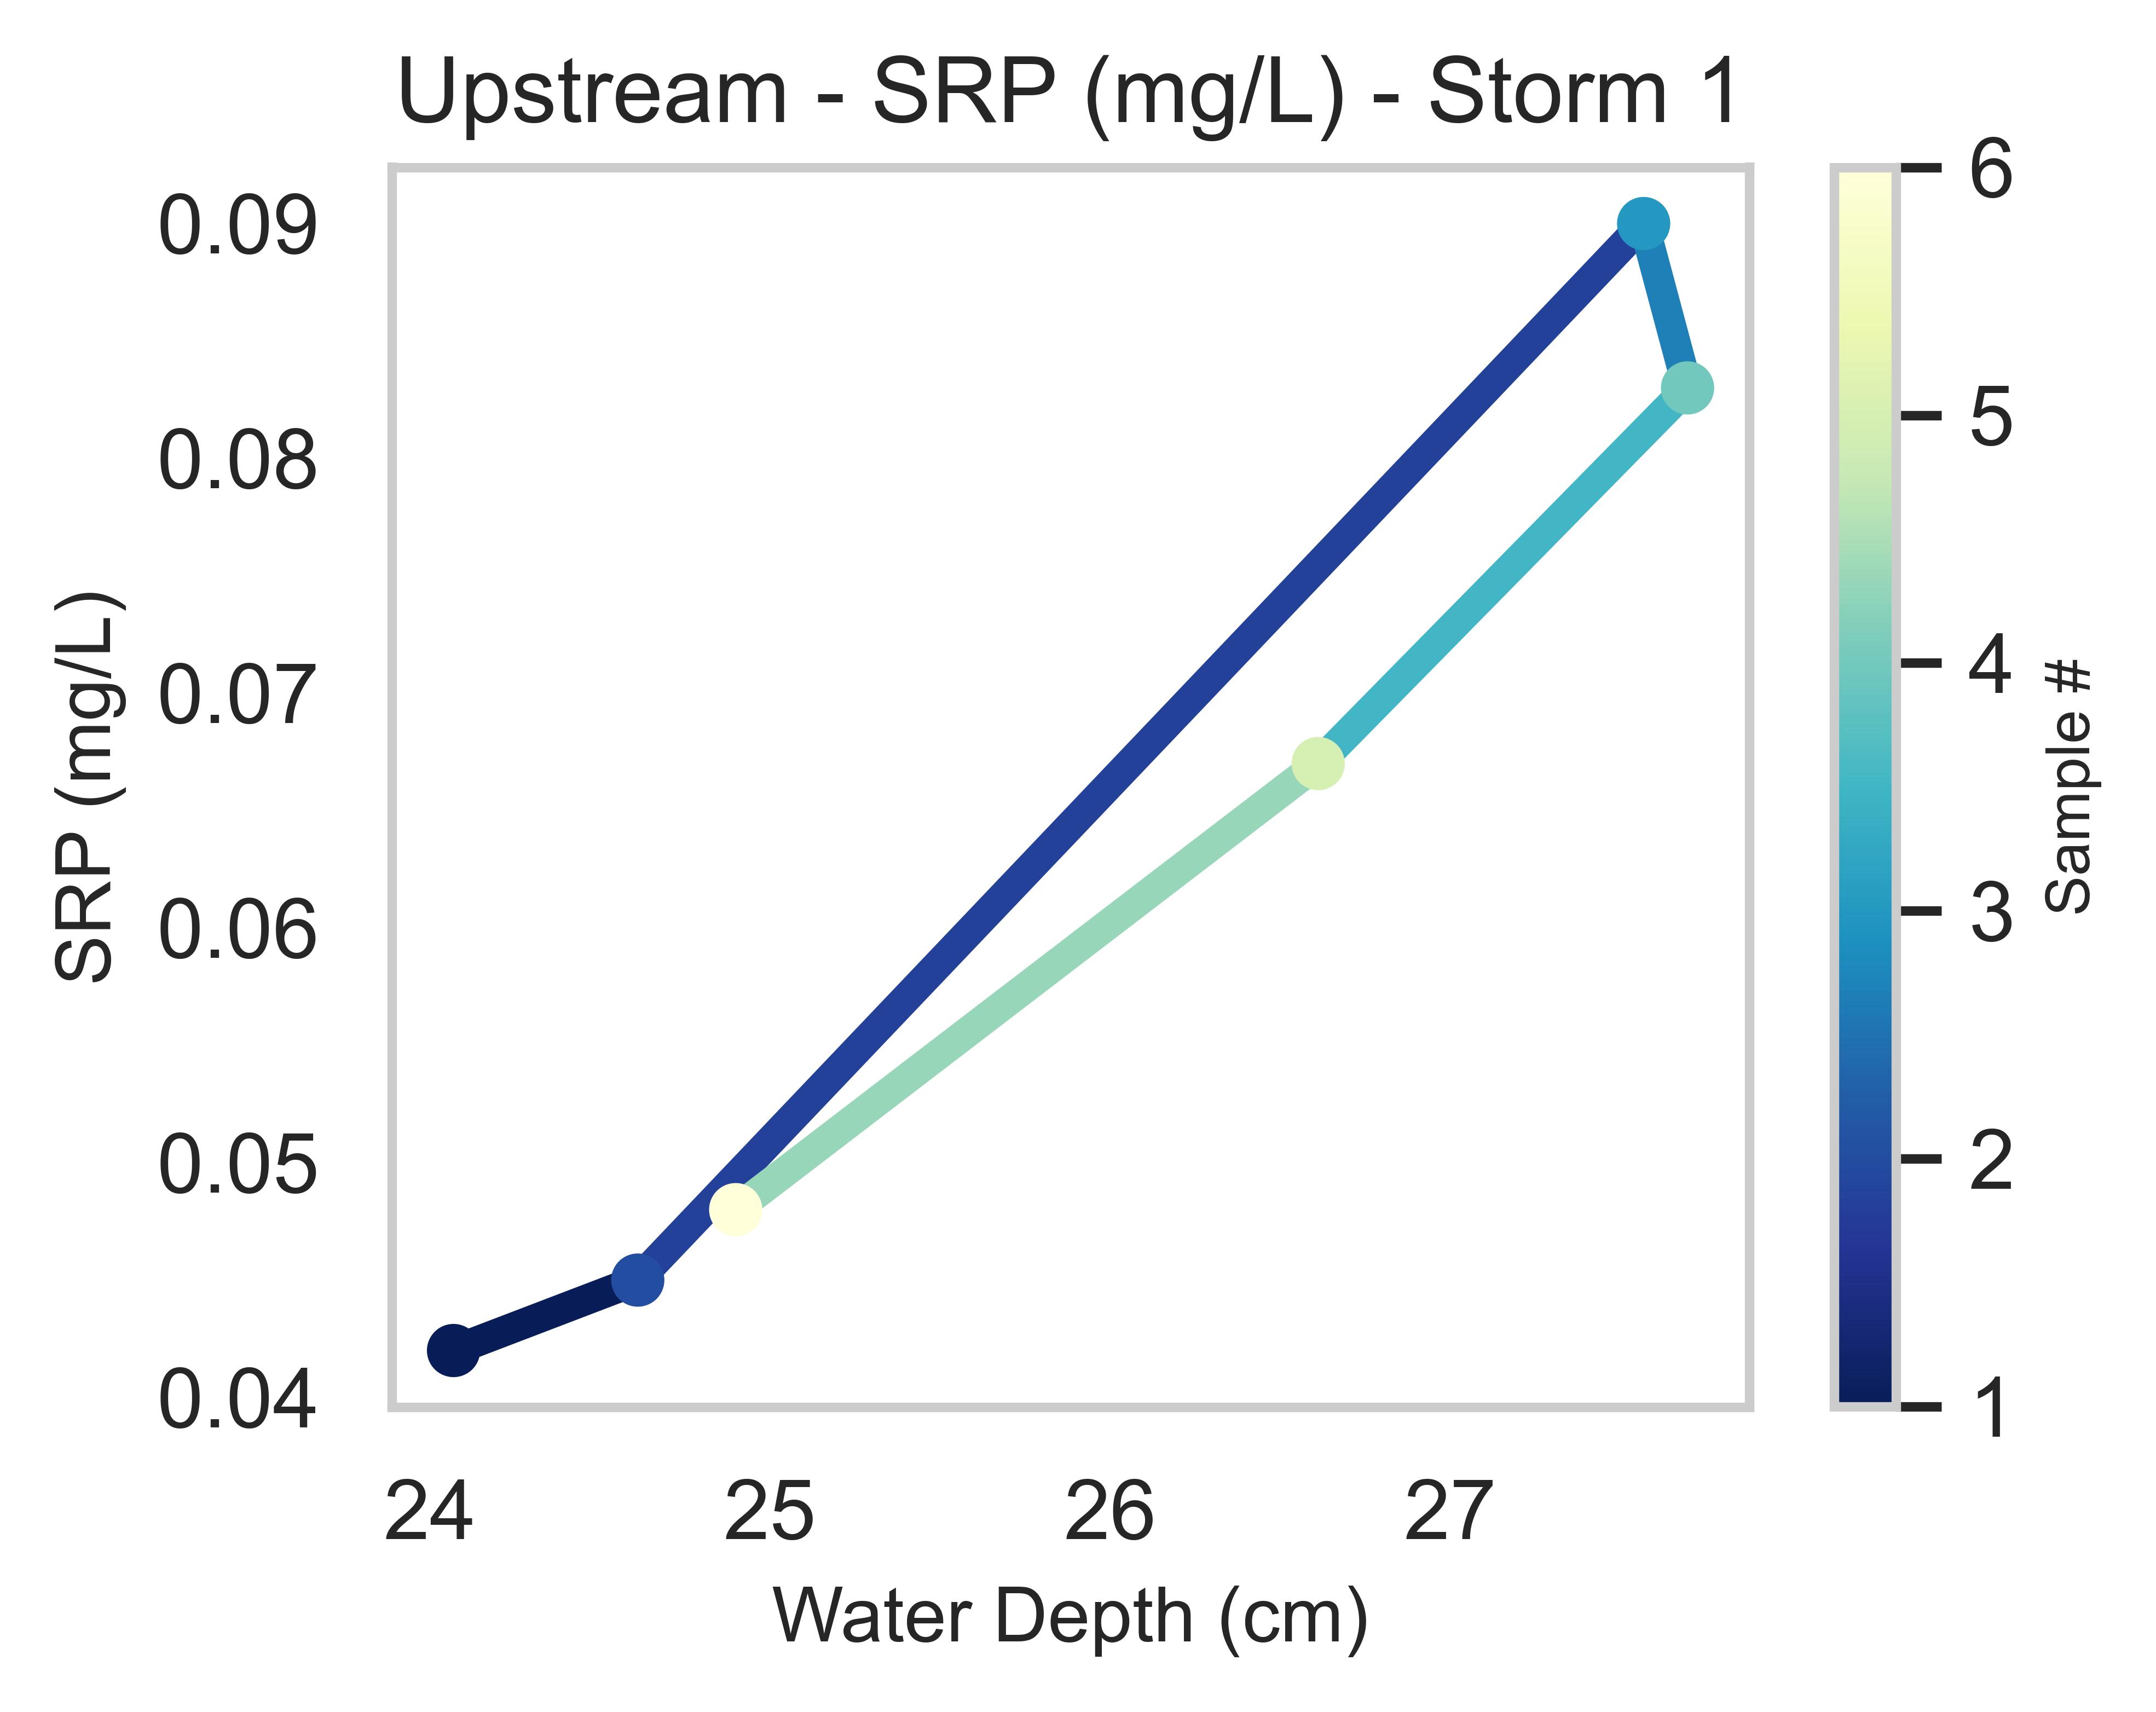 Upstream - SRP (mg/L) - Storm 1
SRP (mg/L)
0.09
0.08
0.07
0.06
0.05
0.04
24 25 26 27
Water Depth (cm)
6
5
4
3
2
1
Sample #